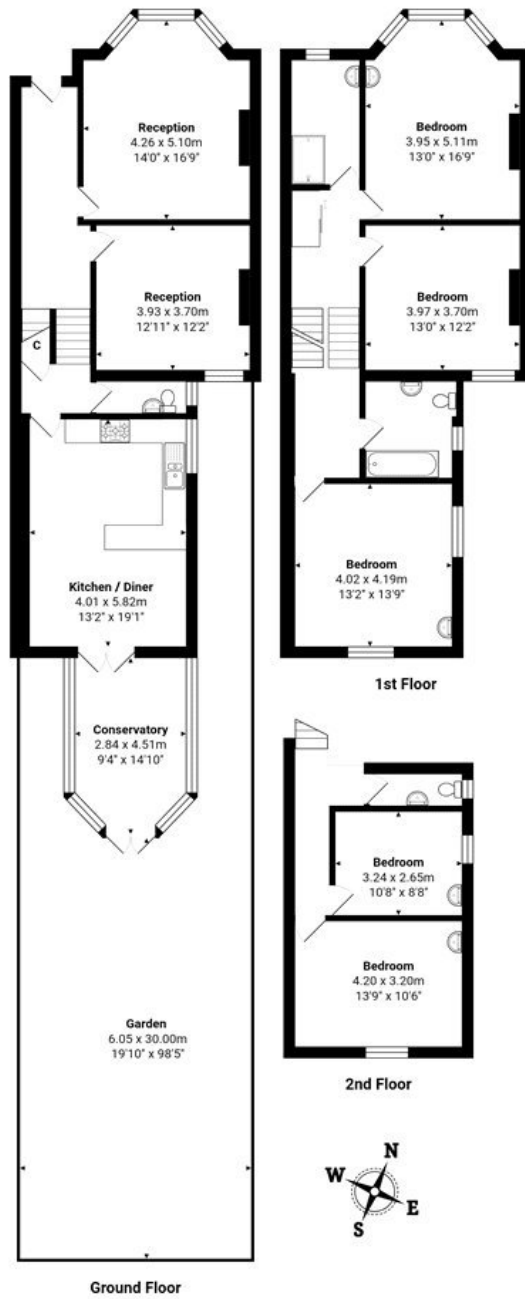 Reception
4.26 x 5.10m
14'0" x 16'9"
Reception
3.93 x 3.70m
12'11" x 12'2"
C
Kitchen / Diner
4.01 x 5.82m
13'2" x 19'1"
Conservatory
2.84 x 4.51m
9'4" x 14'10"
Garden
6.05 x 30.00m
19'10" x 98'5"
Ground Floor
Bedroom
3.95 x 5.11m
13'0" x 16'9"
Bedroom
3.97 x 3.70m
13'0" x 12'2"
Bedroom
4.02 x 4.19m
13'2" x 13'9"
1st Floor
Bedroom
3.24 x 2.65m
10'8" x 8'8"
Bedroom
4.20 x 3.20m
13'9" x 10'6"
2nd Floor
N
W
E
S